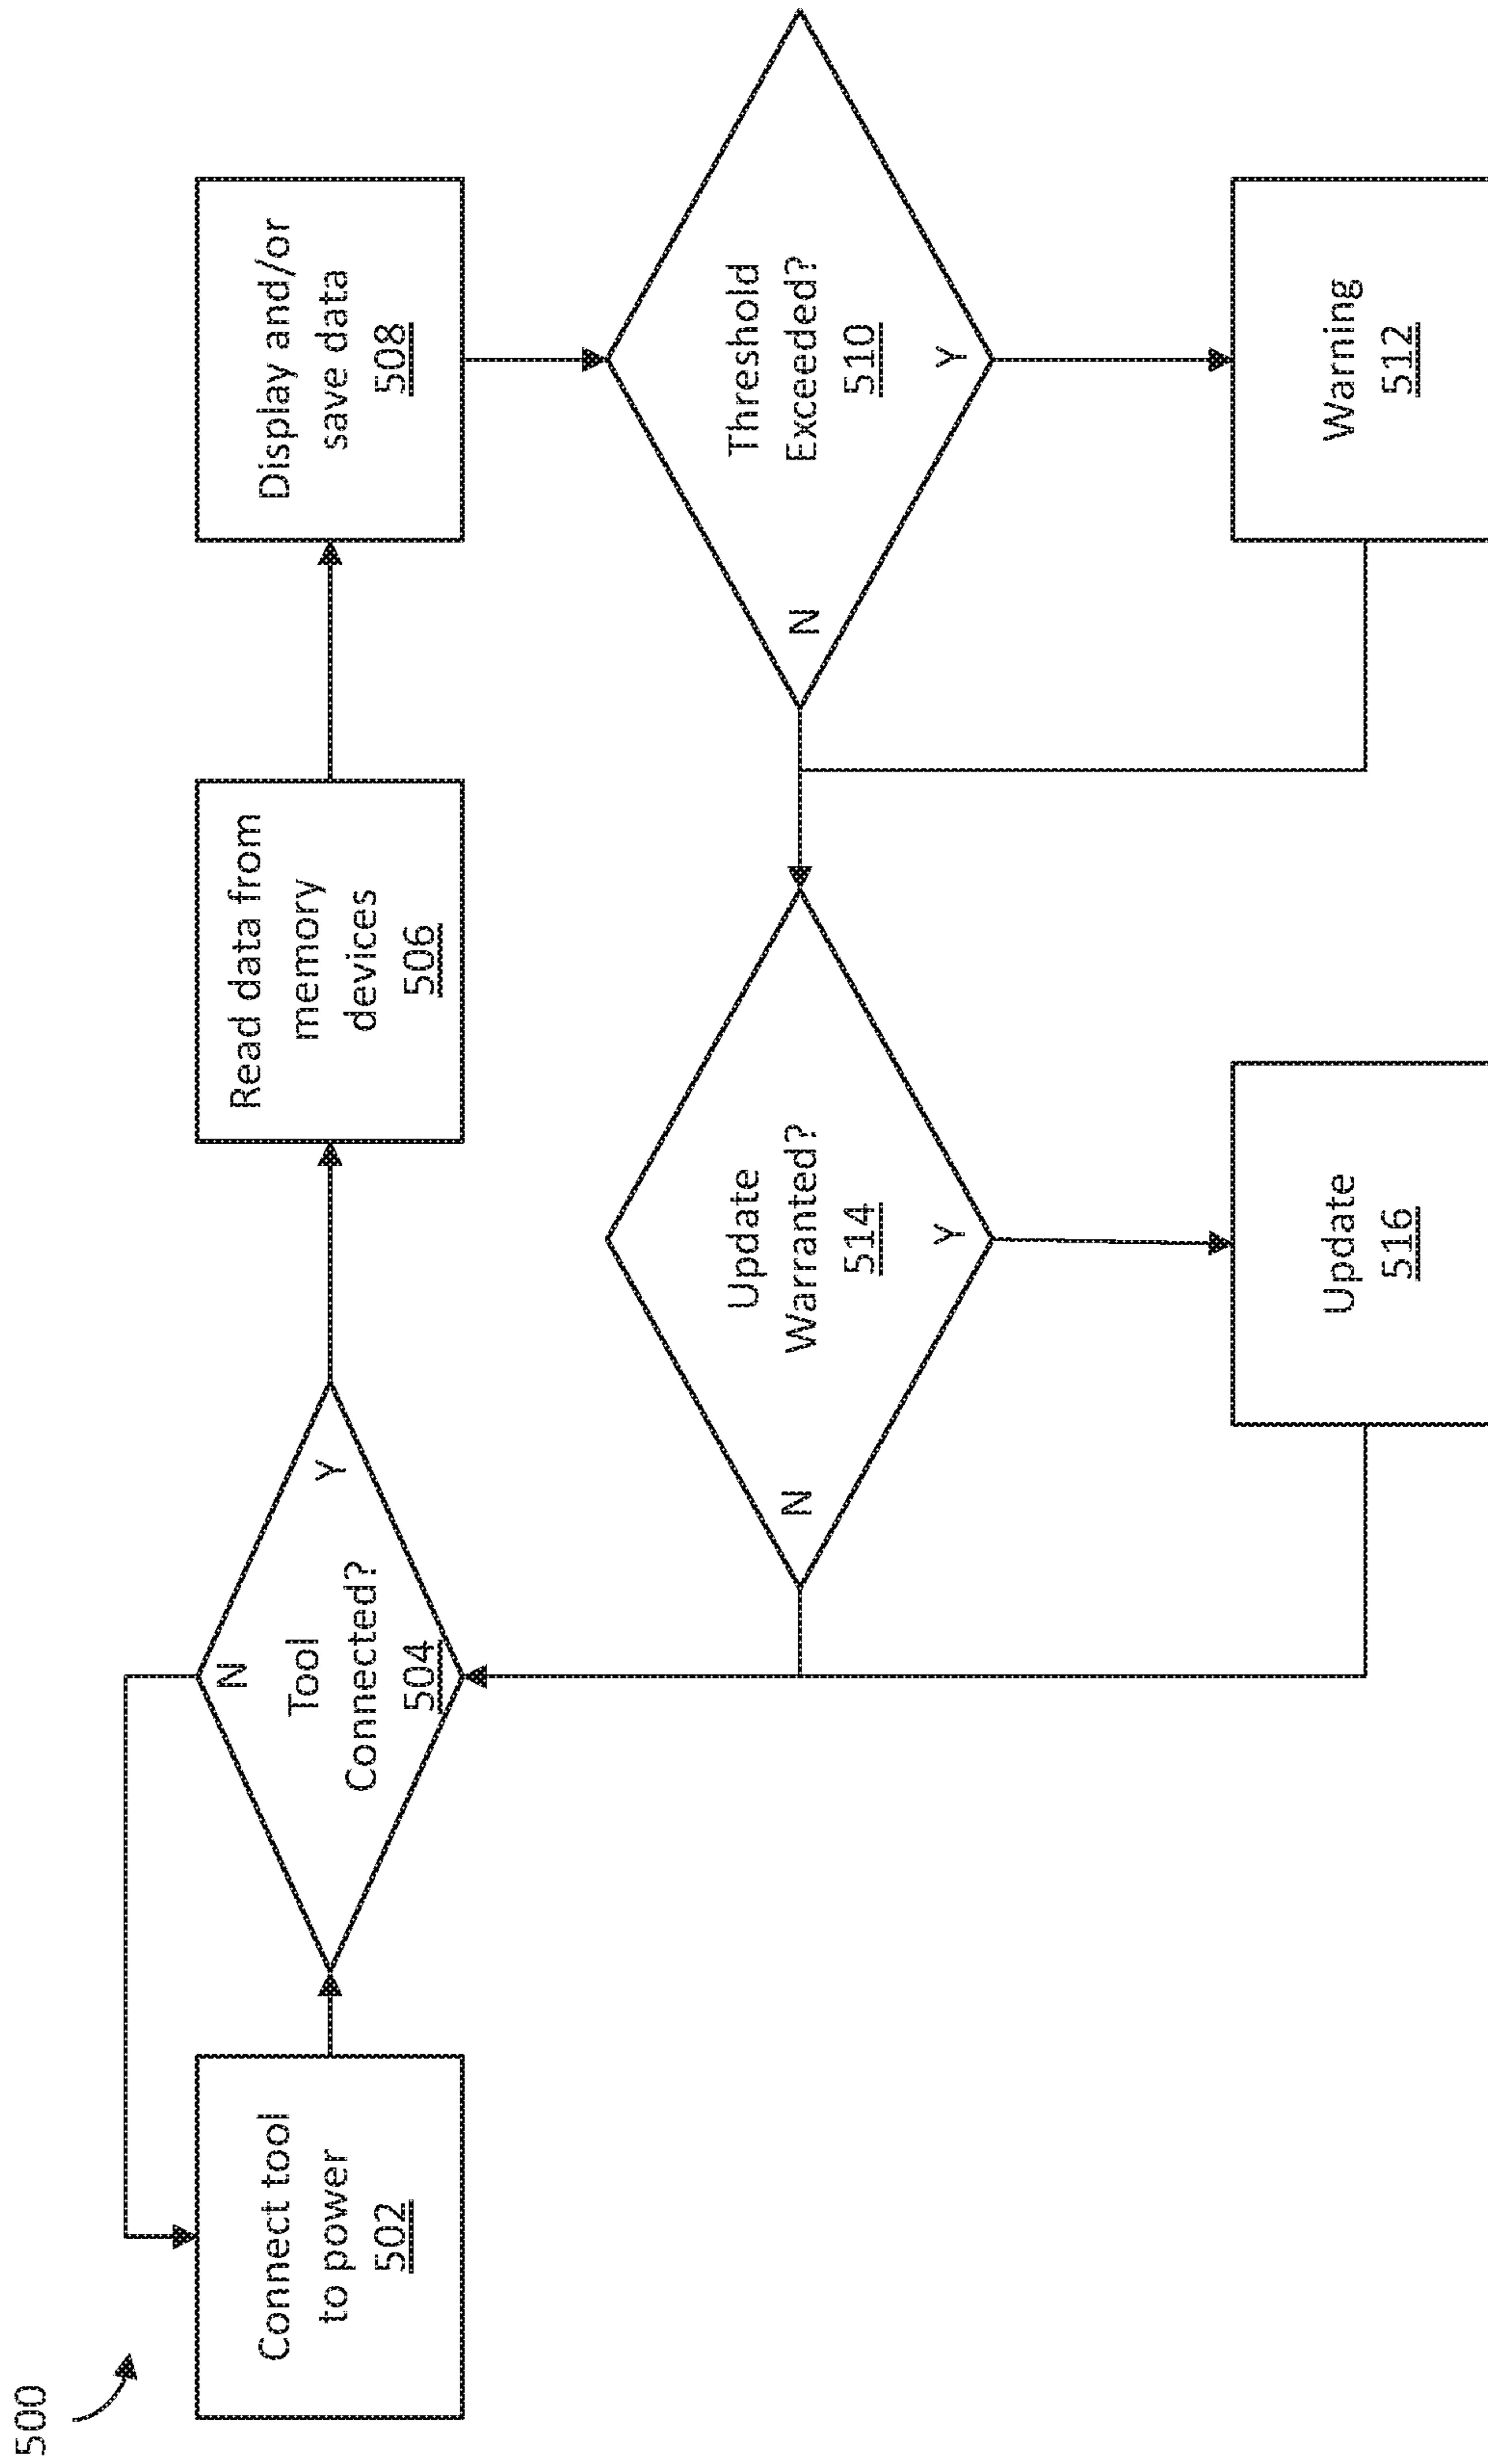 500
Connect tool
to power
502
N
Tool
Connected?
504
Y
Read data from
memory
devices
506
Display and/or
save data
508
Threshold
Exceeded?
510
N
Y
Warning
512
Update
Warranted?
514
N
Y
Update
516